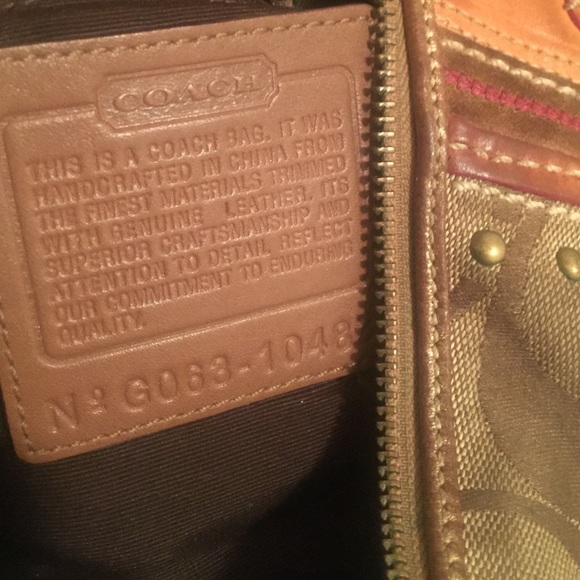 COACH
THIS IS A COACH BAG. IT WAS
HANDCRAFTED IN CHINA FROM
THE FINEST MATERIALS TRIMMED
WITH GENUINE LEATHER. ITS
SUPERIOR CRAFTSMANSHIP AND
ATTENTION TO DETAIL REFLECT
OUR COMMITMENT TO ENDURING
QUALITY.
Nº G063-1048